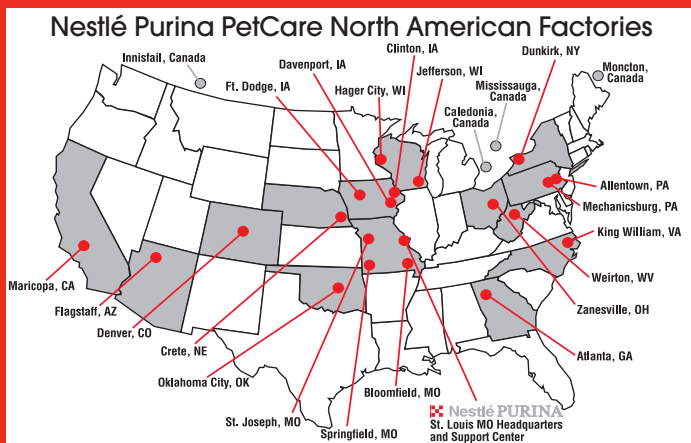 Nestlé Purina PetCare North American Factories
Innisfail, Canada
Davenport, IA
Clinton, IA
Dunkirk, NY
Ft. Dodge, IA
Hager City, WI
Jefferson, WI
Mississauga,
Canada
Moncton,
Canada
Caledonia,
Canada
Allentown, PA
Mechanicsburg, PA
King William, VA
Weirton, WV
Zanesville, OH
Atlanta, GA
Maricopa, CA
Flagstaff, AZ
Denver, CO
Crete, NE
Oklahoma City, OK
St. Joseph, MO
Springfield, MO
Bloomfield, MO
Nestlé PURINA
St. Louis MO Headquarters
and Support Center